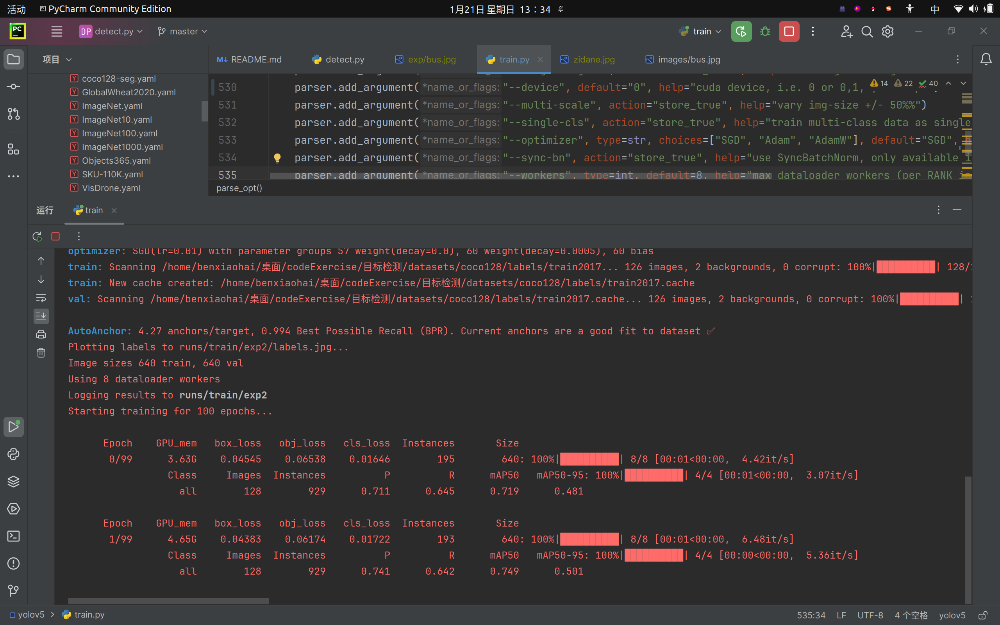 活动 PyCharm Community Edition 1月21日 星期日 13：34 中
PC DP detect.py master train
项目 README.md detect.py exp/bus.jpg train.py zidane.jpg images/bus.jpg
coco128-seg.yaml
GlobalWheat2020.yaml
ImageNet.yaml
ImageNet10.yaml
ImageNet100.yaml
ImageNet1000.yaml
Objects365.yaml
SKU-110K.yaml
VisDrone.yaml
14 22 40
530 parser.add_argument(*name_or_flags: "--device", default="0", help="cuda device, i.e. 0 or 0,1,
531 parser.add_argument(*name_or_flags: "--multi-scale", action="store_true", help="vary img-size +/- 50%%")
532 parser.add_argument(*name_or_flags: "--single-cls", action="store_true", help="train multi-class data as single
533 parser.add_argument(*name_or_flags: "--optimizer", type=str, choices=["SGD", "Adam", "AdamW"], default="SGD",
534 parser.add_argument(*name_or_flags: "--sync-bn", action="store_true", help="use SyncBatchNorm, only available i
535 parser.add_argument(*name_or_flags: "--workers", type=int, default=8, help="max dataloader workers (per RANK in
parse_opt()
运行 train
optimizer: SGD(lr=0.01) with parameter groups 57 weight(decay=0.0), 60 weight(decay=0.0005), 60 bias
train: Scanning /home/benxiaohai/桌面/codeExercise/目标检测/datasets/coco128/labels/train2017... 126 images, 2 backgrounds, 0 corrupt: 100%|██████████| 128/1
train: New cache created: /home/benxiaohai/桌面/codeExercise/目标检测/datasets/coco128/labels/train2017.cache
val: Scanning /home/benxiaohai/桌面/codeExercise/目标检测/datasets/coco128/labels/train2017.cache... 126 images, 2 backgrounds, 0 corrupt: 100%|██████████|
AutoAnchor: 4.27 anchors/target, 0.994 Best Possible Recall (BPR). Current anchors are a good fit to dataset ✅
Plotting labels to runs/train/exp2/labels.jpg...
Image sizes 640 train, 640 val
Using 8 dataloader workers
Logging results to runs/train/exp2
Starting training for 100 epochs...
Epoch GPU_mem box_loss obj_loss cls_loss Instances Size
0/99 3.63G 0.04545 0.06538 0.01646 195 640: 100%|██████████| 8/8 [00:01<00:00, 4.42it/s]
Class Images Instances P R mAP50 mAP50-95: 100%|██████████| 4/4 [00:01<00:00, 3.07it/s]
all 128 929 0.711 0.645 0.719 0.481
Epoch GPU_mem box_loss obj_loss cls_loss Instances Size
1/99 4.65G 0.04383 0.06174 0.01722 193 640: 100%|██████████| 8/8 [00:01<00:00, 6.48it/s]
Class Images Instances P R mAP50 mAP50-95: 100%|██████████| 4/4 [00:00<00:00, 5.36it/s]
all 128 929 0.741 0.642 0.749 0.501
yolov5 > train.py 535:34 LF UTF-8 4 个空格 yolov5